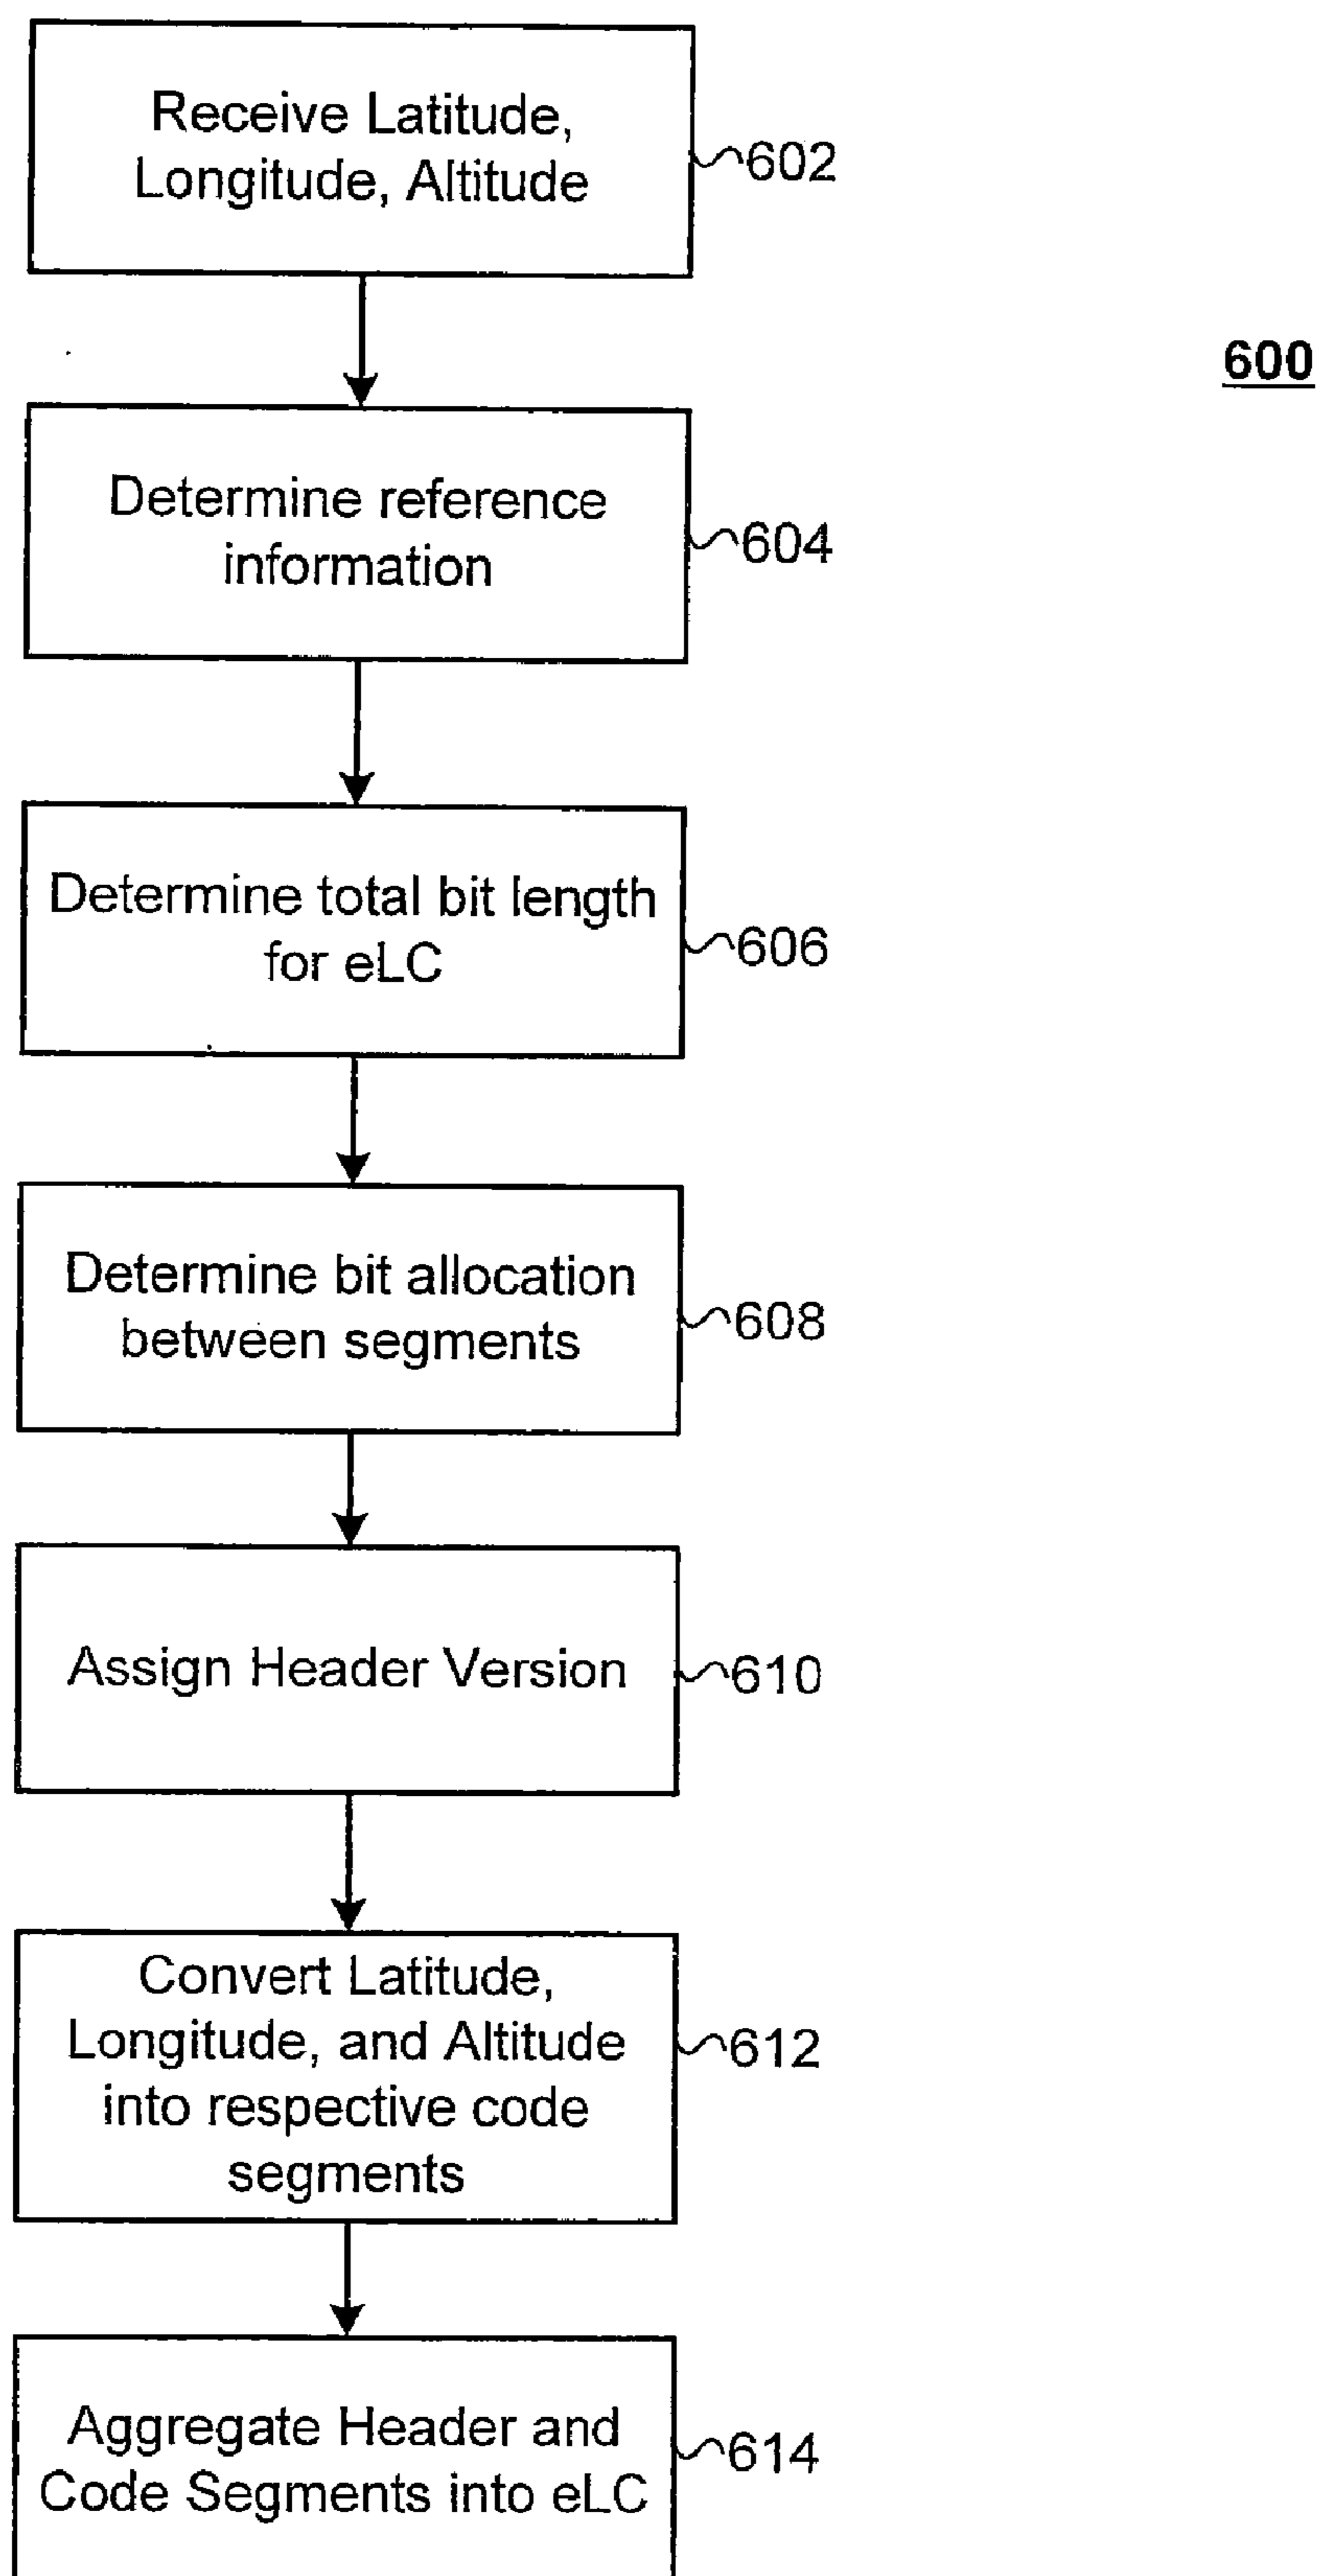 Receive Latitude,
Longitude, Altitude
602
600
Determine reference
information
604
Determine total bit length
for eLC
606
Determine bit allocation
between segments
608
Assign Header Version
610
Convert Latitude,
Longitude, and Altitude
into respective code
segments
612
Aggregate Header and
Code Segments into eLC
614